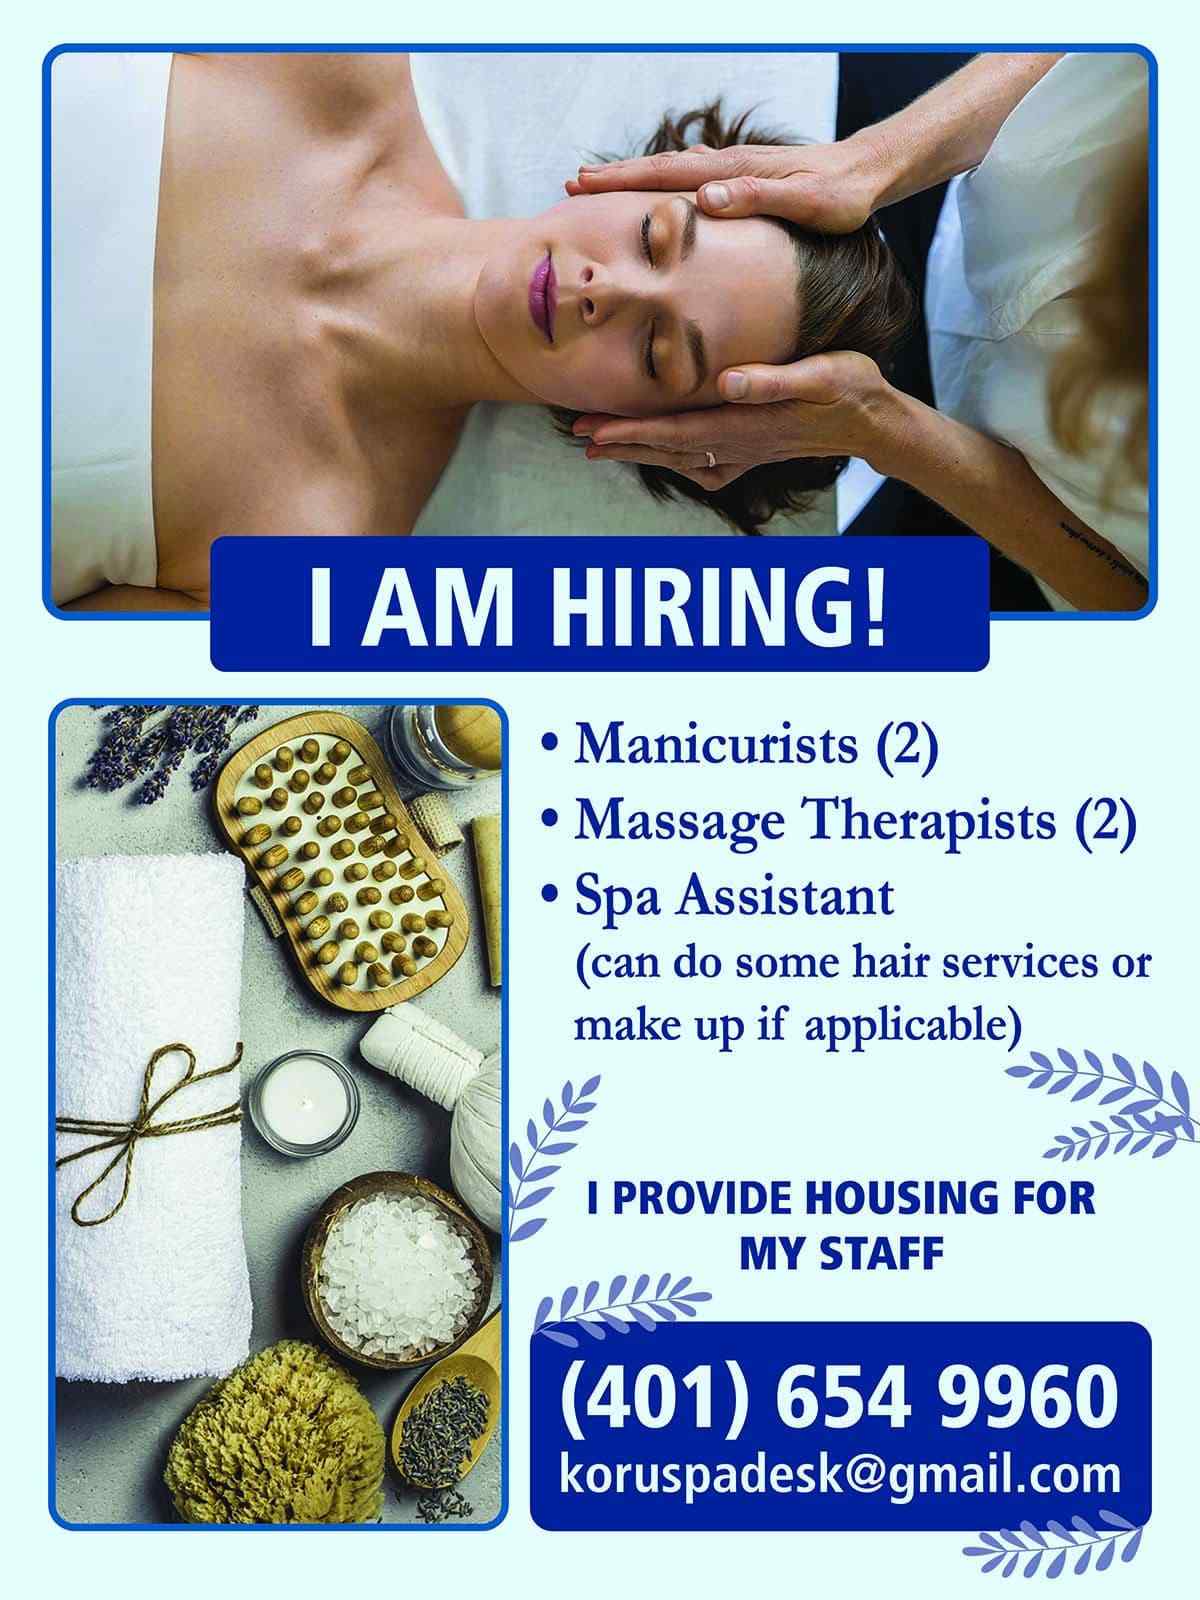 I AM HIRING!
• Manicurists (2)
• Massage Therapists (2)
• Spa Assistant
(can do some hair services or
make up if applicable)
I PROVIDE HOUSING FOR
MY STAFF
(401) 654 9960
koruspadesk@gmail.com